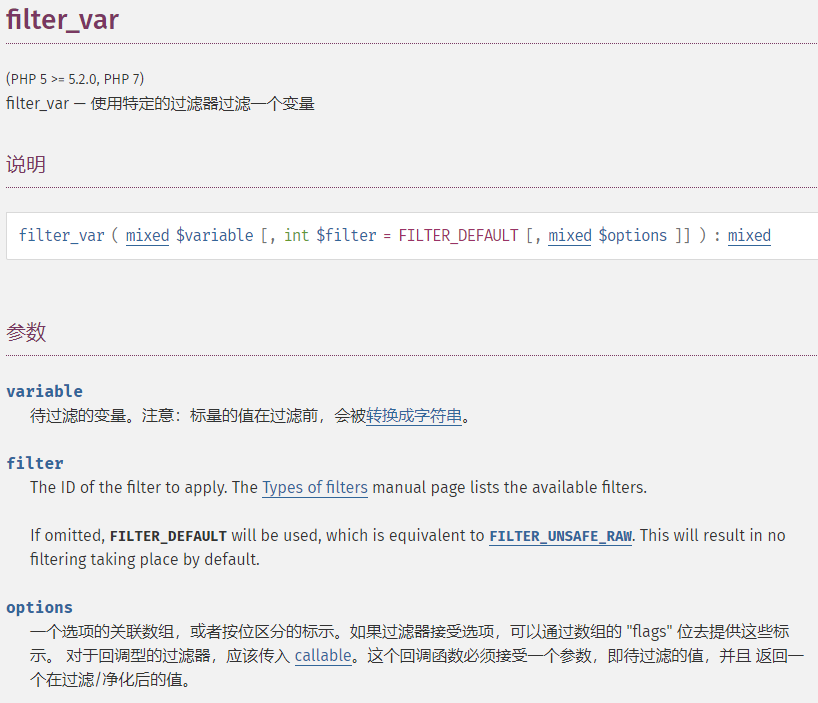 filter_var
(PHP 5 >= 5.2.0, PHP 7)
filter_var — 使用特定的过滤器过滤一个变量
说明
filter_var ( mixed $variable [, int $filter = FILTER_DEFAULT [, mixed $options ]] ) : mixed
参数
variable
待过滤的变量。注意：标量的值在过滤前，会被转换成字符串。
filter
The ID of the filter to apply. The Types of filters manual page lists the available filters.
If omitted, FILTER_DEFAULT will be used, which is equivalent to FILTER_UNSAFE_RAW. This will result in no
filtering taking place by default.
options
一个选项的关联数组，或者按位区分的标示。如果过滤器接受选项，可以通过数组的 "flags" 位去提供这些标
示。 对于回调型的过滤器，应该传入 callable。这个回调函数必须接受一个参数，即待过滤的值，并且 返回一
个在过滤/净化后的值。